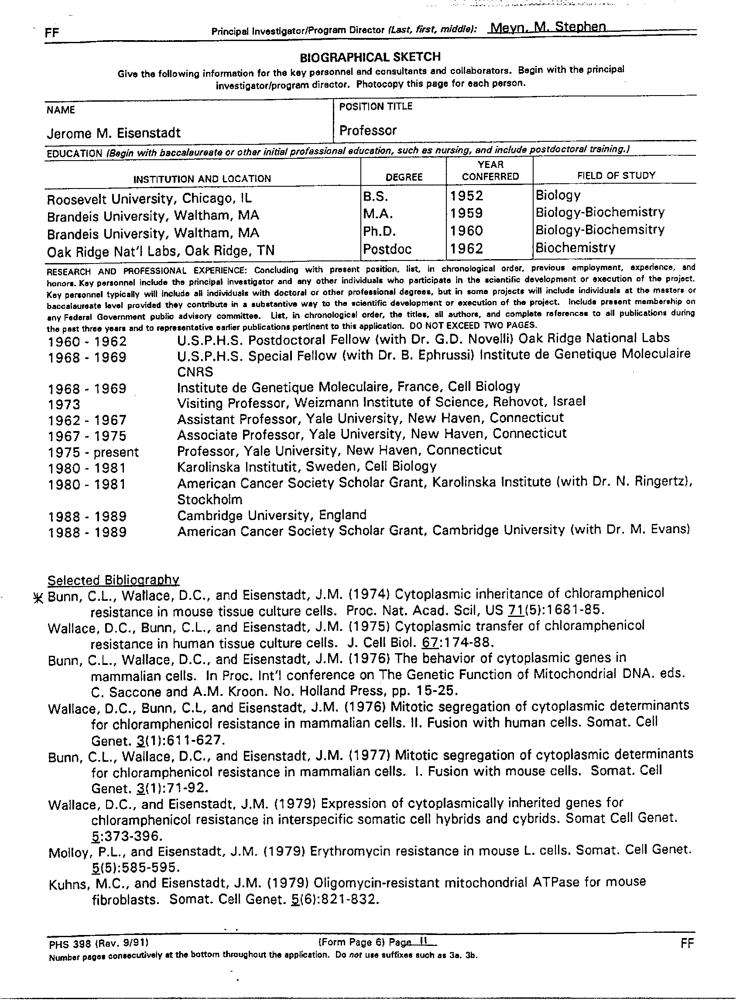 FF Principal Investigator/Program Director (Last, first, middle): Meyn, M. Stephen
BIOGRAPHICAL SKETCH
Give the following information for the key personnel and consultants and collaborators. Begin with the principal
investigator/program director. Photocopy this page for each person.
NAME POSITION TITLE
Jerome M. Eisenstadt Professor
EDUCATION (Begin with baccalaureate or other initial professional education, such as nursing, and include postdoctoral training.)
INSTITUTION AND LOCATION DEGREE YEAR CONFERRED FIELD OF STUDY
Roosevelt University, Chicago, IL B.S. 1952 Biology
Brandeis University, Waltham, MA M.A. 1959 Biology-Biochemistry
Brandeis University, Waltham, MA Ph.D. 1960 Biology-Biochemsitry
Oak Ridge Nat'l Labs, Oak Ridge, TN Postdoc 1962 Biochemistry
RESEARCH AND PROFESSIONAL EXPERIENCE: Concluding with present position, list, in chronological order, previous employment, experience, and
honors. Key personnel include the principal investigator and any other individuals who participate in the scientific development or execution of the project.
Key personnel typically will include all individuals with doctoral or other professional degrees, but in some projects will include individuals at the masters or
baccalaureate level provided they contribute in a substantive way to the scientific development or execution of the project. Include present membership on
any Federal Government public advisory committee. List, in chronological order, the titles, all authors, and complete references to all publications during
the past three years and to representative earlier publications pertinent to this application. DO NOT EXCEED TWO PAGES.
1960 - 1962 U.S.P.H.S. Postdoctoral Fellow (with Dr. G.D. Novelli) Oak Ridge National Labs
1968 - 1969 U.S.P.H.S. Special Fellow (with Dr. B. Ephrussi) Institute de Genetique Moleculaire
CNRS
1968 - 1969 Institute de Genetique Moleculaire, France, Cell Biology
1973 Visiting Professor, Weizmann Institute of Science, Rehovot, Israel
1962 - 1967 Assistant Professor, Yale University, New Haven, Connecticut
1967 - 1975 Associate Professor, Yale University, New Haven, Connecticut
1975 - present Professor, Yale University, New Haven, Connecticut
1980 - 1981 Karolinska Institutit, Sweden, Cell Biology
1980 - 1981 American Cancer Society Scholar Grant, Karolinska Institute (with Dr. N. Ringertz),
Stockholm
1988 - 1989 Cambridge University, England
1988 - 1989 American Cancer Society Scholar Grant, Cambridge University (with Dr. M. Evans)
Selected Bibliography
* Bunn, C.L., Wallace, D.C., and Eisenstadt, J.M. (1974) Cytoplasmic inheritance of chloramphenicol
resistance in mouse tissue culture cells. Proc. Nat. Acad. Scil, US 71(5):1681-85.
Wallace, D.C., Bunn, C.L., and Eisenstadt, J.M. (1975) Cytoplasmic transfer of chloramphenicol
resistance in human tissue culture cells. J. Cell Biol. 67:174-88.
Bunn, C.L., Wallace, D.C., and Eisenstadt, J.M. (1976) The behavior of cytoplasmic genes in
mammalian cells. In Proc. Int'l conference on The Genetic Function of Mitochondrial DNA. eds.
C. Saccone and A.M. Kroon. No. Holland Press, pp. 15-25.
Wallace, D.C., Bunn, C.L, and Eisenstadt, J.M. (1976) Mitotic segregation of cytoplasmic determinants
for chloramphenicol resistance in mammalian cells. II. Fusion with human cells. Somat. Cell
Genet. 3(1):611-627.
Bunn, C.L., Wallace, D.C., and Eisenstadt, J.M. (1977) Mitotic segregation of cytoplasmic determinants
for chloramphenicol resistance in mammalian cells. I. Fusion with mouse cells. Somat. Cell
Genet. 3(1):71-92.
Wallace, D.C., and Eisenstadt, J.M. (1979) Expression of cytoplasmically inherited genes for
chloramphenicol resistance in interspecific somatic cell hybrids and cybrids. Somat Cell Genet.
5:373-396.
Molloy, P.L., and Eisenstadt, J.M. (1979) Erythromycin resistance in mouse L. cells. Somat. Cell Genet.
5(5):585-595.
Kuhns, M.C., and Eisenstadt, J.M. (1979) Oligomycin-resistant mitochondrial ATPase for mouse
fibroblasts. Somat. Cell Genet. 5(6):821-832.
PHS 398 (Rev. 9/91) (Form Page 6) Page 11 FF
Number pages consecutively at the bottom throughout the application. Do not use suffixes such as 3a, 3b.